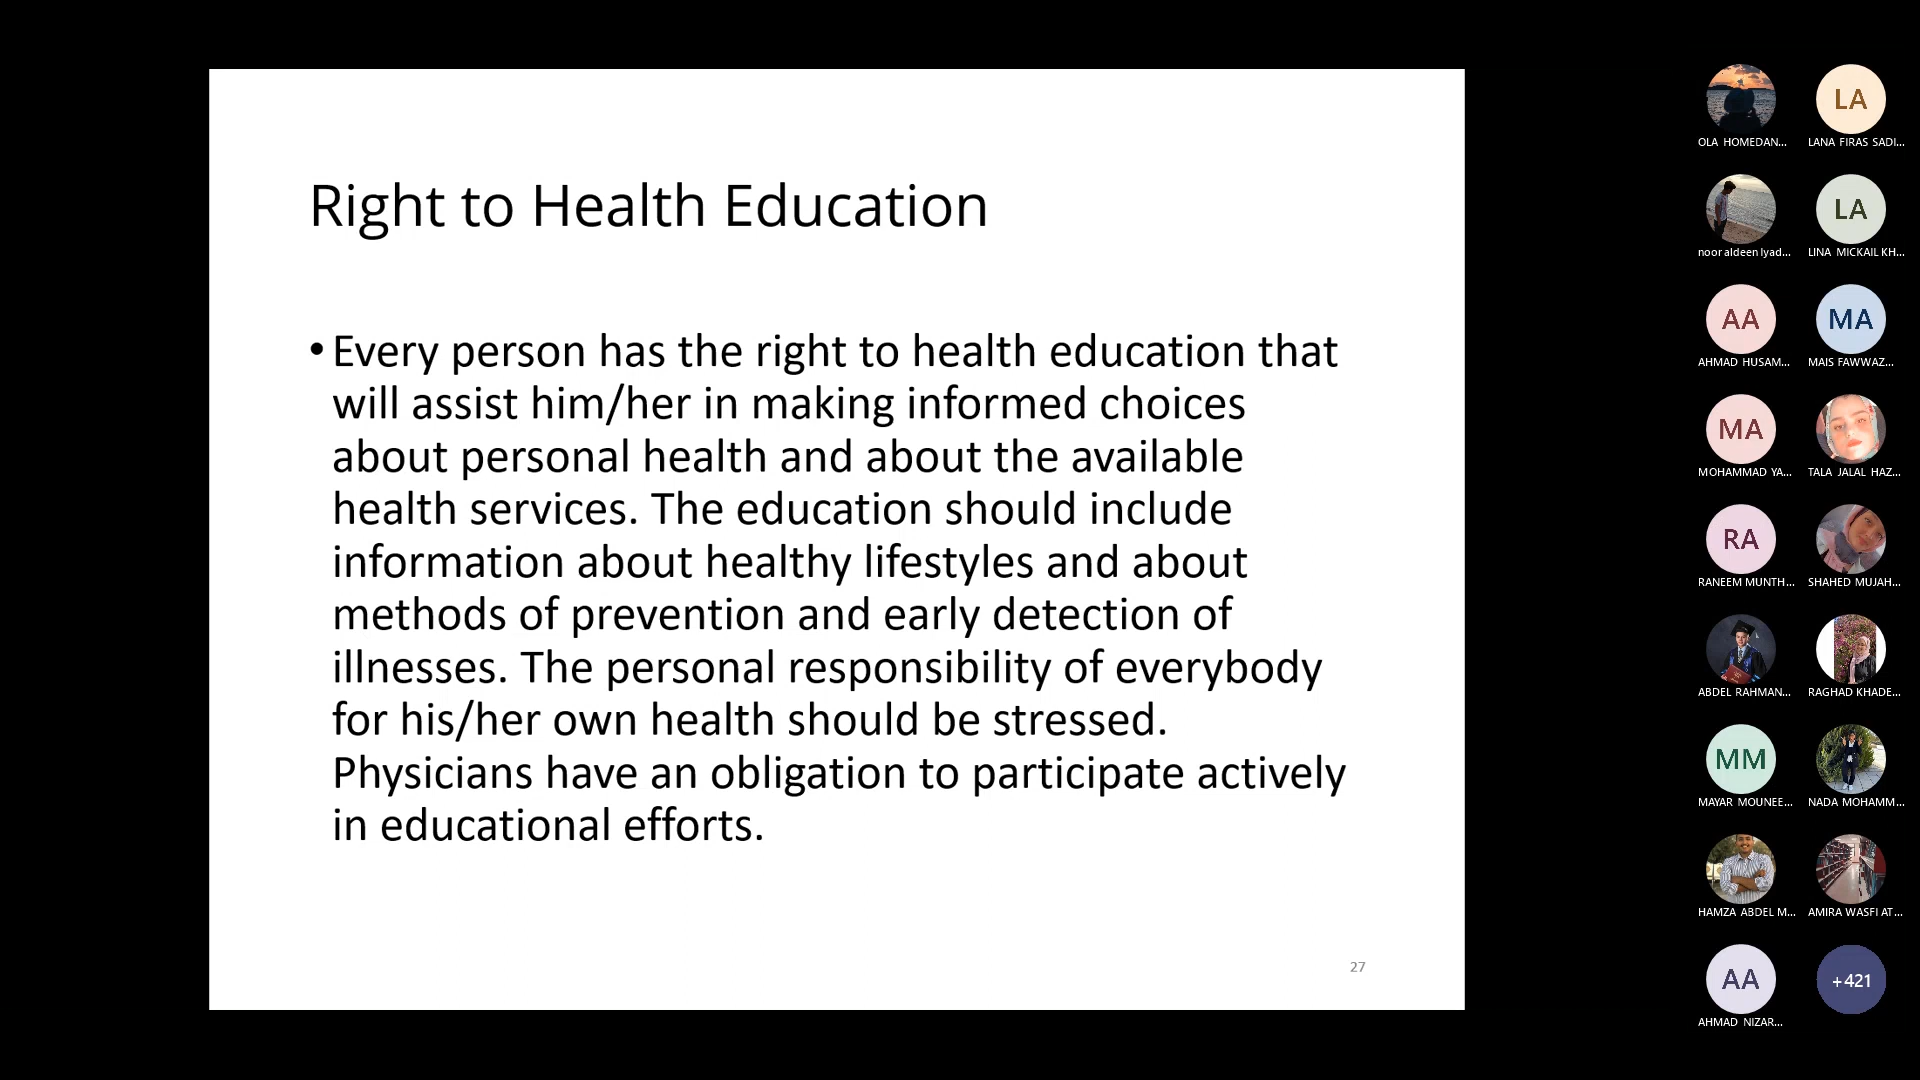 Right to Health Education
• Every person has the right to health education that
will assist him/her in making informed choices
about personal health and about the available
health services. The education should include
information about healthy lifestyles and about
methods of prevention and early detection of
illnesses. The personal responsibility of everybody
for his/her own health should be stressed.
Physicians have an obligation to participate actively
in educational efforts.
27
LA
OLA HOMEDAN...
LANA FIRAS SADI...
LA
noor aldeen Iyad...
LINA MICKAIL KH...
AA
MA
AHMAD HUSAM...
MAIS FAWWAZ...
MA
MOHAMMAD YA...
TALA JALAL HAZ...
RA
RANEEM MUNTH...
SHAHED MUJAH...
ABDEL RAHMAN...
RAGHAD KHADE...
MM
MAYAR MOUNEE...
NADA MOHAMM...
HAMZA ABDEL M...
AMIRA WASFI AT...
AA
+421
AHMAD NIZAR...